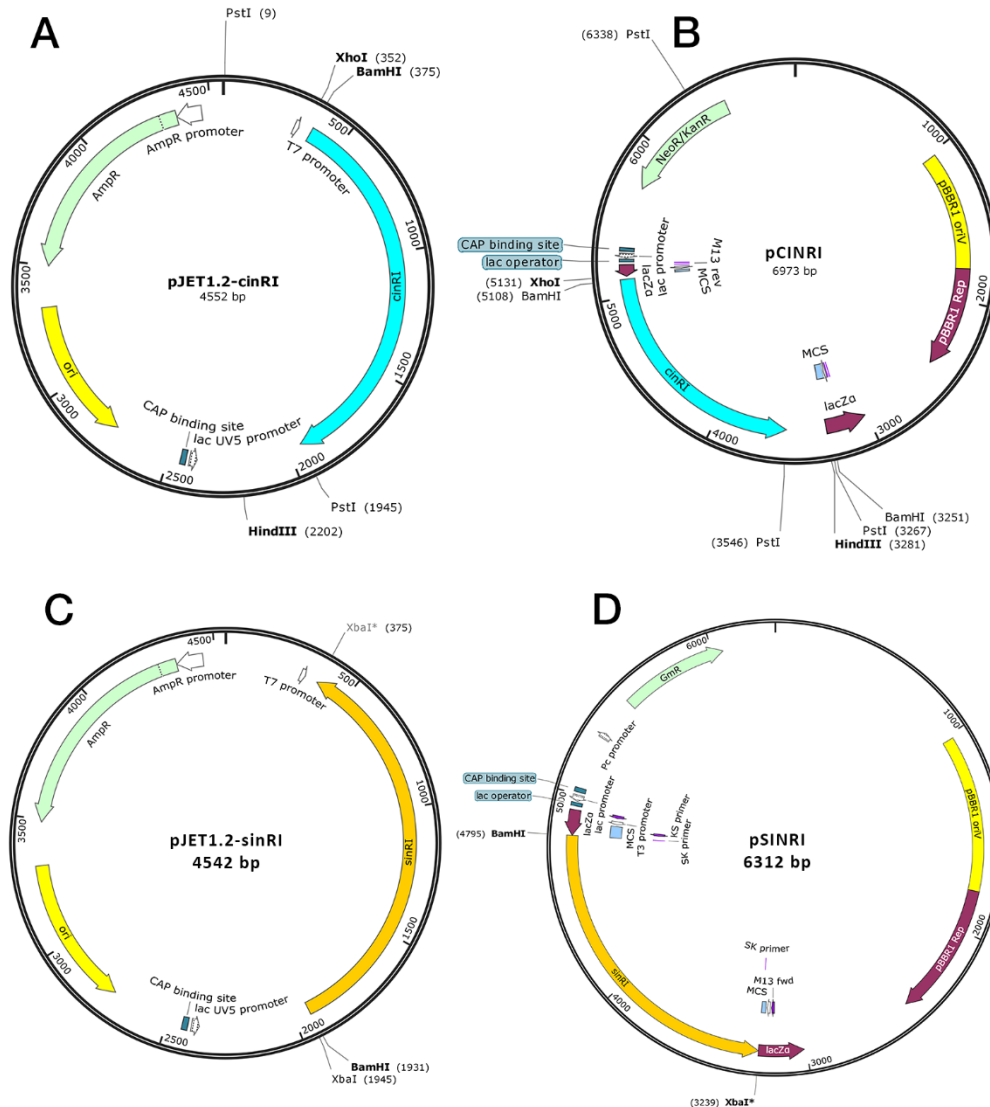 A
PstI (9)
XhoI (352)
BamHI (375)
4500
500
AmpR promoter
T7 promoter
4000
AmpR
1000
cinRI
pJET1.2-cinRI
4552 bp
3500
ori
1500
3000
CAP binding site
lac UV5 promoter
2500
2000
PstI (1945)
HindIII (2202)
B
(6338) PstI
1000
NeoR/KanR
6000
pBBR1 oriV
CAP binding site
lac operator
lacZα
lac promoter
MCS
M13 rev
pCINRI
6973 bp
(5131) XhoI
(5108) BamHI
5000
2000
pBBR1 Rep
cinRI
MCS
lacZα
4000
3000
BamHI (3251)
PstI (3267)
HindIII (3281)
(3546) PstI
C
XbaI* (375)
4500
500
AmpR promoter
T7 promoter
4000
AmpR
1000
3500
pJET1.2-sinRI
4542 bp
sinRI
ori
1500
3000
CAP binding site
lac UV5 promoter
2500
2000
BamHI (1931)
XbaI (1945)
D
6000
GmR
1000
Pc promoter
pBBR1 oriV
CAP binding site
lac operator
5000
lacZα
lac promoter
MCS
T3 promoter
SK primer
KS primer
(4795) BamHI
pSINRI
6312 bp
2000
pBBR1 Rep
sinRI
SK primer
M13 fwd
MCS
4000
lacZα
3000
(3239) XbaI*